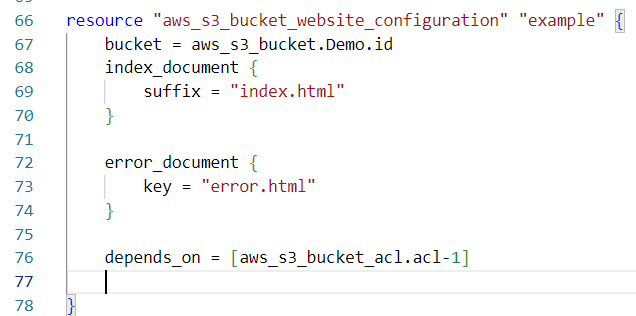 66 resource "aws_s3_bucket_website_configuration" "example" {
67 bucket = aws_s3_bucket.Demo.id
68 index_document {
69 suffix = "index.html"
70 }
71
72 error_document {
73 key = "error.html"
74 }
75
76 depends_on = [aws_s3_bucket_acl.acl-1]
77
78 }